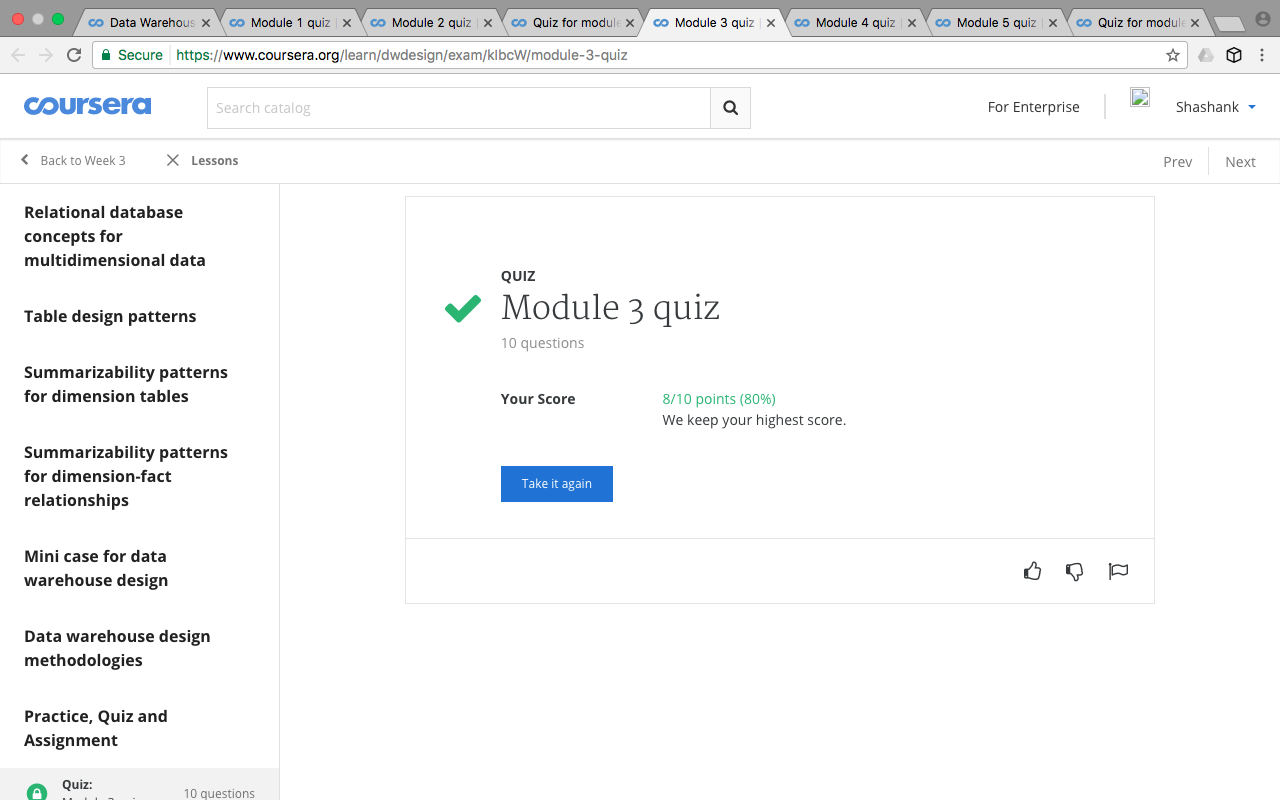 Data Warehous
Module 1 quiz
Module 2 quiz
Quiz for module
Module 3 quiz
Module 4 quiz
Module 5 quiz
Quiz for module
Secure
https://www.coursera.org/learn/dwdesign/exam/klbcW/module-3-quiz
coursera
Search catalog
For Enterprise
Shashank
Back to Week 3
Lessons
Prev
Next
Relational database
concepts for
multidimensional data
Table design patterns
Summarizability patterns
for dimension tables
Summarizability patterns
for dimension-fact
relationships
Mini case for data
warehouse design
Data warehouse design
methodologies
Practice, Quiz and
Assignment
Quiz:
Module 3 quiz
10 questions
QUIZ
Module 3 quiz
10 questions
Your Score
8/10 points (80%)
We keep your highest score.
Take it again